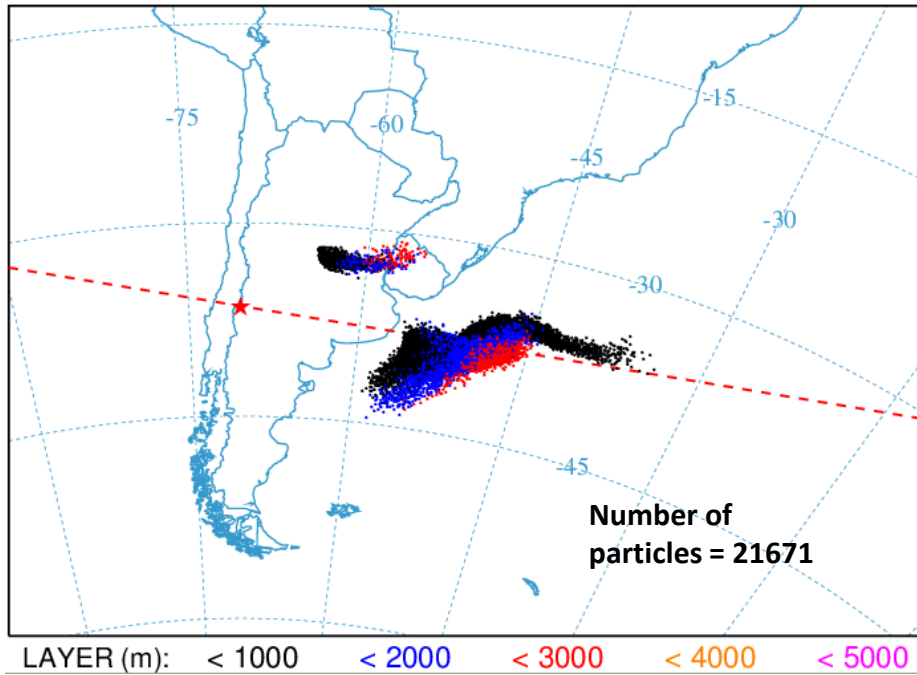 -15
-75
-60
-45
-30
-30
-45
Number of
particles = 21671
LAYER (m): < 1000 < 2000 < 3000 < 4000 < 5000